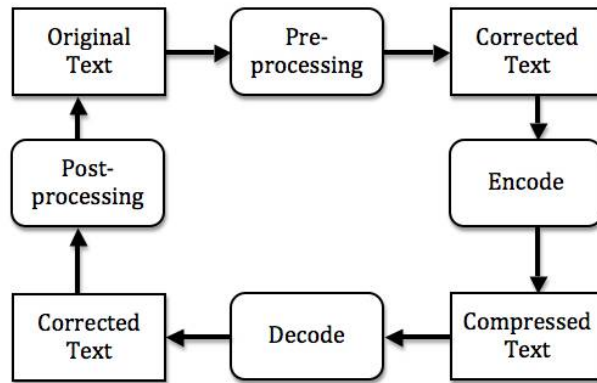 Original
Text
Pre-
processing
Corrected
Text
Post-
processing
Encode
Corrected
Text
Decode
Compressed
Text